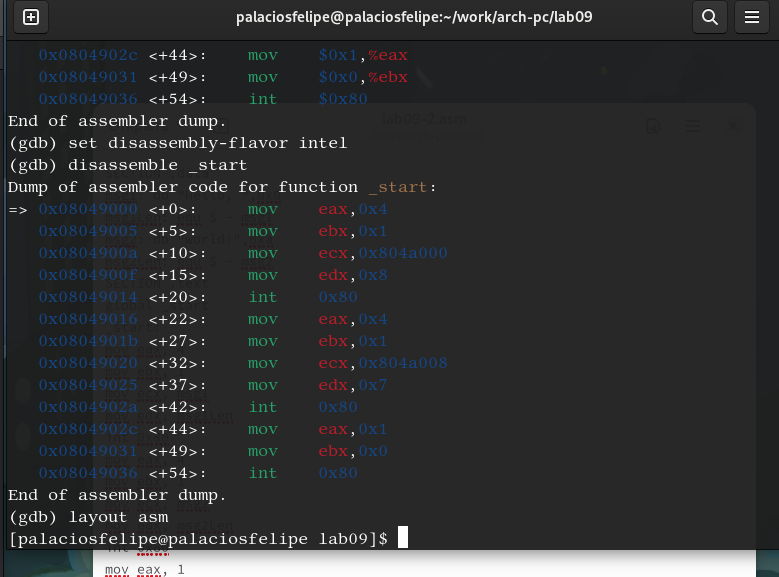 palaciosfelipe@palaciosfelipe:~/work/arch-pc/lab09
0x0804902c <+44>: mov $0x1,%eax
0x08049031 <+49>: mov $0x0,%ebx
0x08049036 <+54>: int $0x80
End of assembler dump.
lab09-2.asm
(gdb) set disassembly-flavor intel
(gdb) disassemble _start
Dump of assembler code for function _start:
=> 0x08049000 <+0>: mov eax,0x4
0x08049005 <+5>: mov ebx,0x1
0x0804900a <+10>: mov ecx,0x804a000
0x0804900f <+15>: mov edx,0x8
0x08049014 <+20>: int 0x80
0x08049016 <+22>: mov eax,0x4
0x0804901b <+27>: mov ebx,0x1
0x08049020 <+32>: mov ecx,0x804a008
0x08049025 <+37>: mov edx,0x7
0x0804902a <+42>: int 0x80
0x0804902c <+44>: mov eax,0x1
0x08049031 <+49>: mov ebx,0x0
0x08049036 <+54>: int 0x80
End of assembler dump.
(gdb) layout asm
[palaciosfelipe@palaciosfelipe lab09]$
mov eax, 1